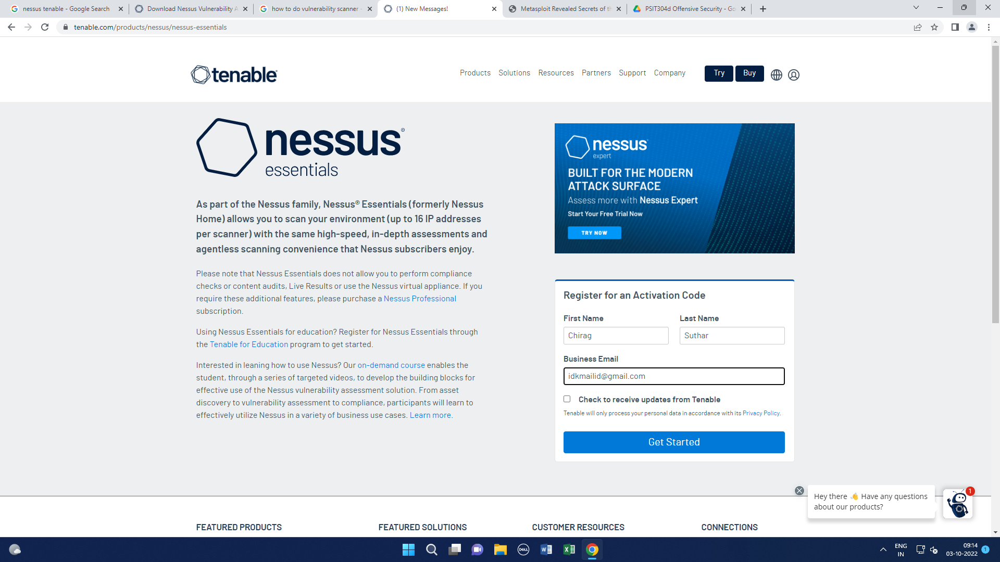 nessus tenable - Google Search
Download Nessus Vulnerability A
how to do vulnerability scanner -
(1) New Messages!
Metasploit Revealed Secrets of th
PSIT304d Offensive Security - Go
tenable.com/products/nessus/nessus-essentials
tenable
Products Solutions Resources Partners Support Company Try Buy
nessus®
essentials
As part of the Nessus family, Nessus® Essentials (formerly Nessus
Home) allows you to scan your environment (up to 16 IP addresses
per scanner) with the same high-speed, in-depth assessments and
agentless scanning convenience that Nessus subscribers enjoy.
Please note that Nessus Essentials does not allow you to perform compliance
checks or content audits, Live Results or use the Nessus virtual appliance. If you
require these additional features, please purchase a Nessus Professional
subscription.
Using Nessus Essentials for education? Register for Nessus Essentials through
the Tenable for Education program to get started.
Interested in leaning how to use Nessus? Our on-demand course enables the
student, through a series of targeted videos, to develop the building blocks for
effective use of the Nessus vulnerability assessment solution. From asset
discovery to vulnerability assessment to compliance, participants will learn to
effectively utilize Nessus in a variety of business use cases. Learn more.
nessus
expert
BUILT FOR THE MODERN
ATTACK SURFACE
Assess more with Nessus Expert
Start Your Free Trial Now
TRY NOW
Register for an Activation Code
First Name Last Name
Chirag Suthar
Business Email
idkmailid@gmail.com
Check to receive updates from Tenable
Tenable will only process your personal data in accordance with its Privacy Policy.
Get Started
Hey there 👋 Have any questions
about our products?
1
FEATURED PRODUCTS FEATURED SOLUTIONS CUSTOMER RESOURCES CONNECTIONS
DELL
ENG
IN
09:14
03-10-2022
1